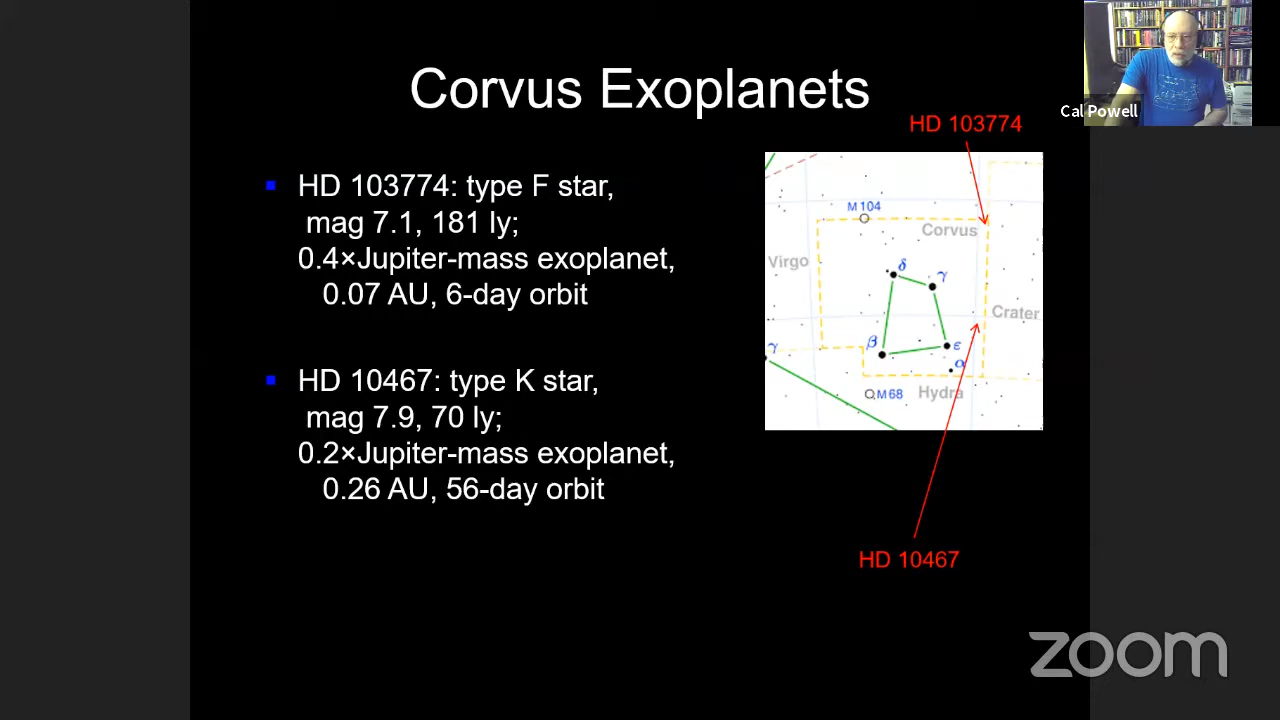 Corvus Exoplanets
Cal Powell
HD 103774
HD 103774: type F star,
mag 7.1, 181 ly;
0.4×Jupiter-mass exoplanet,
0.07 AU, 6-day orbit
HD 10467: type K star,
mag 7.9, 70 ly;
0.2×Jupiter-mass exoplanet,
0.26 AU, 56-day orbit
M 104
Corvus
Virgo
δ
γ
Crater
β
ε
γ
α
M 68
Hydra
HD 10467
zoom